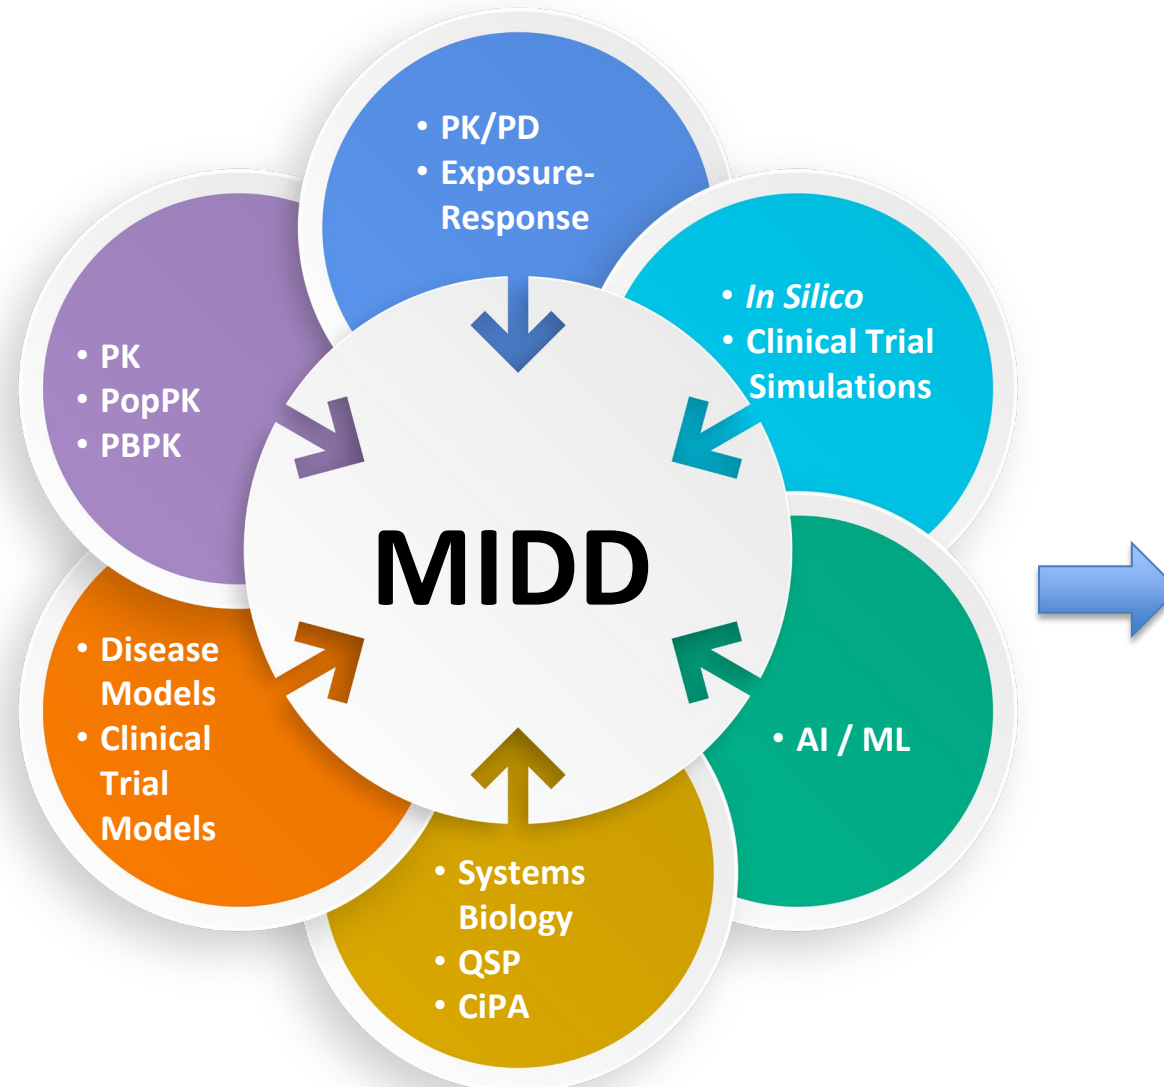 • PK/PD
• Exposure-
Response
• In Silico
• Clinical Trial
Simulations
• PK
• PopPK
• PBPK
MIDD
• Disease
Models
• Clinical
Trial
Models
• AI / ML
• Systems
Biology
• QSP
• CiPA